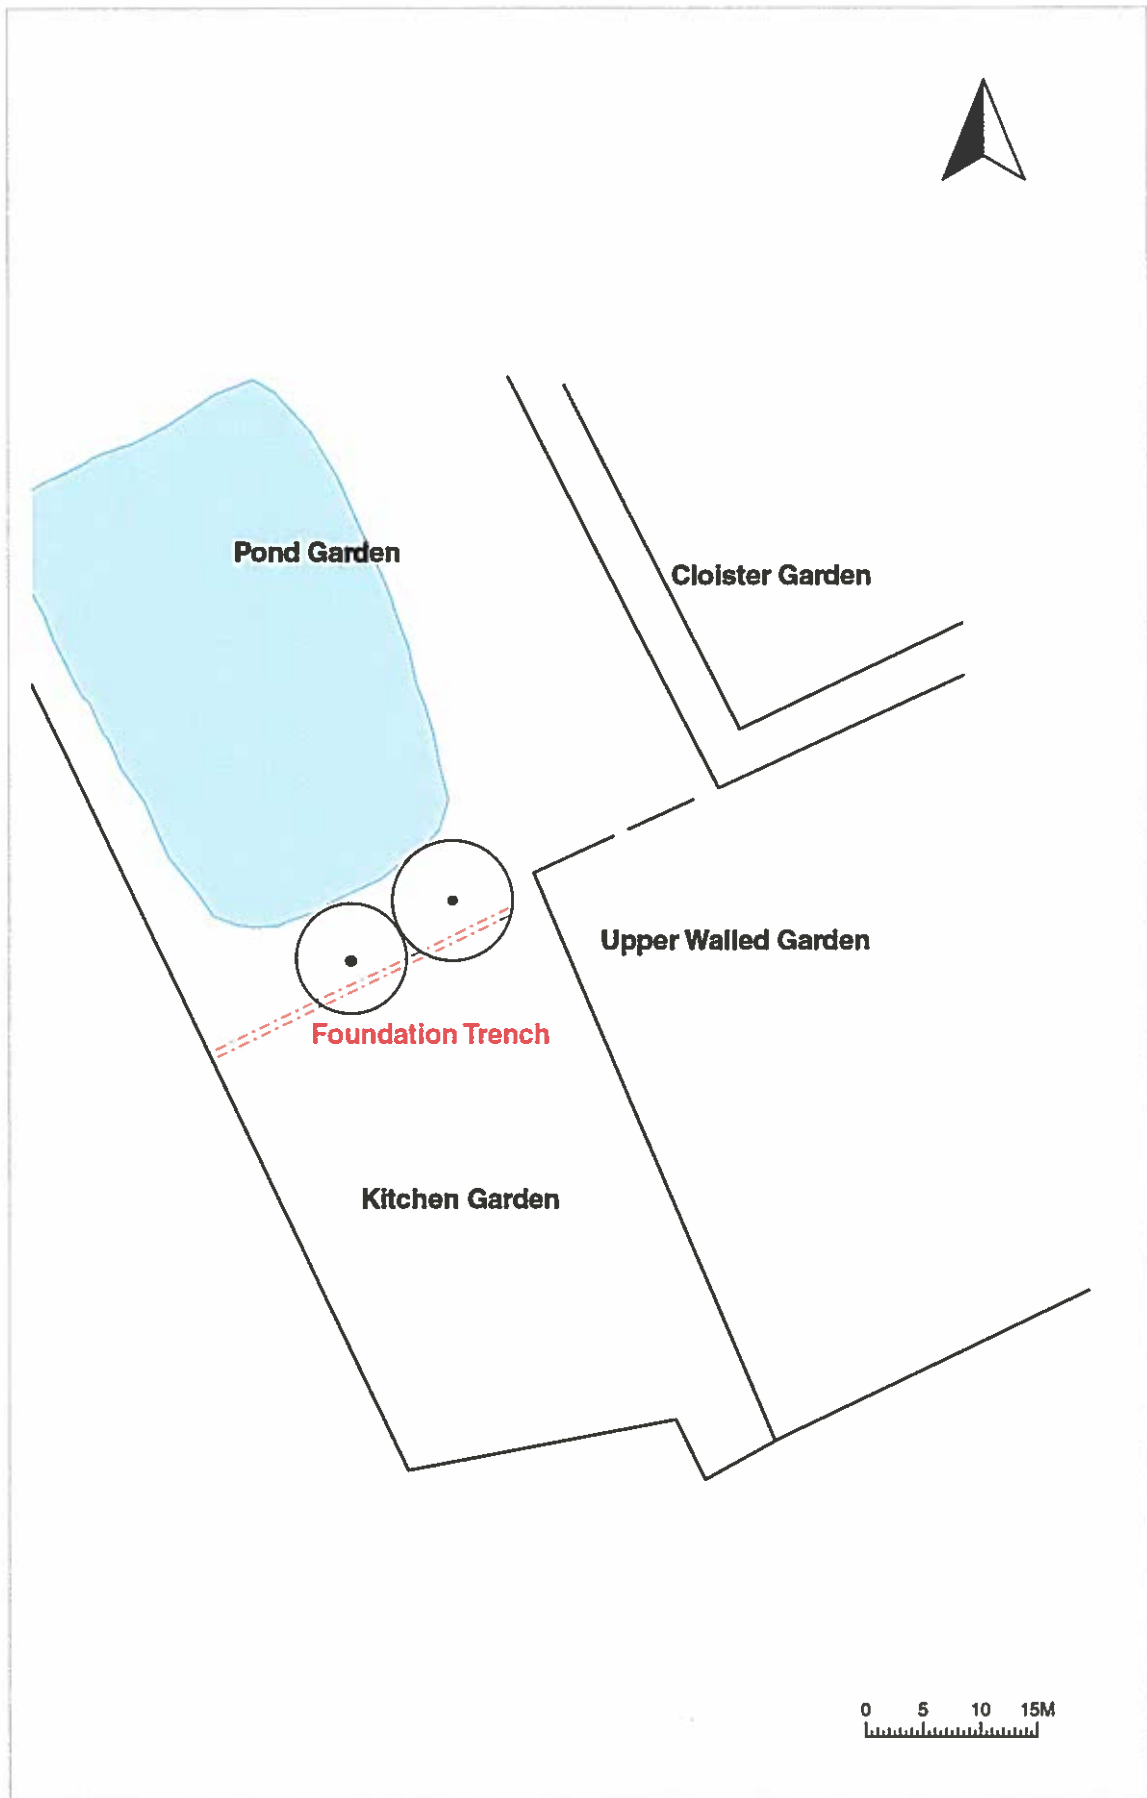 Pond Garden
Cloister Garden
Upper Walled Garden
Foundation Trench
Kitchen Garden
0 5 10 15M